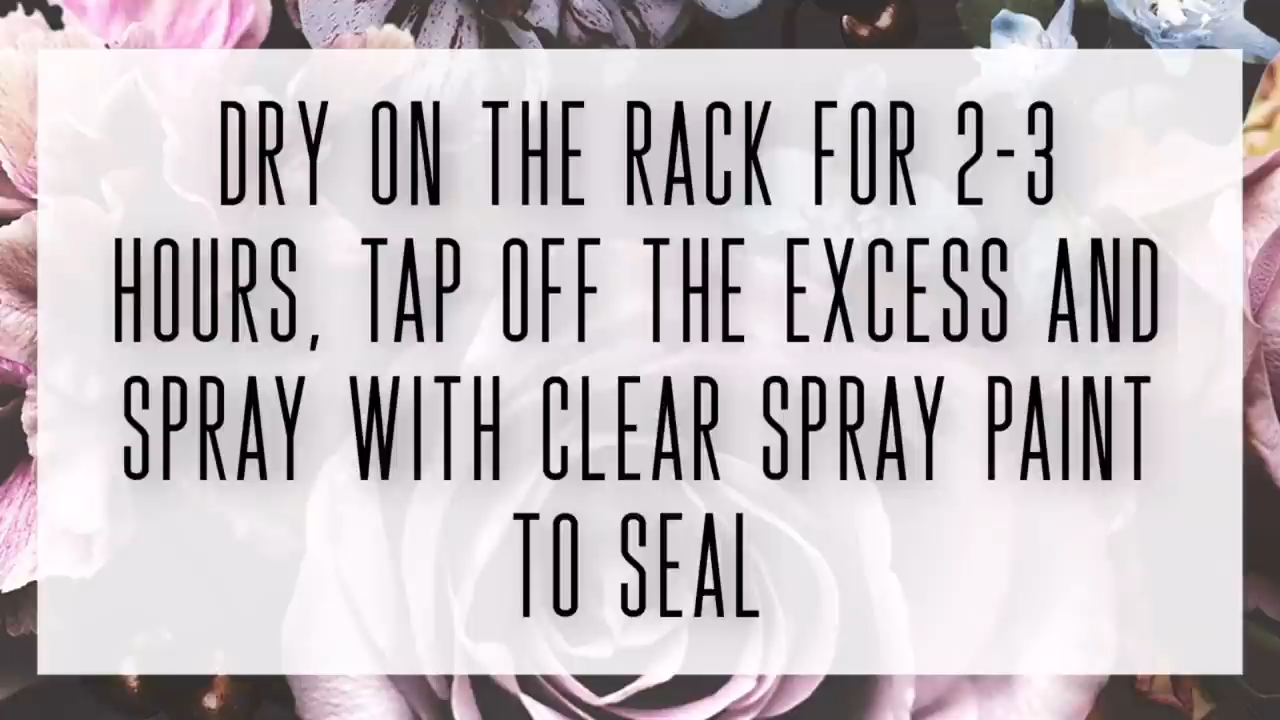 DRY ON THE RACK FOR 2-3
HOURS, TAP OFF THE EXCESS AND
SPRAY WITH CLEAR SPRAY PAINT
TO SEAL